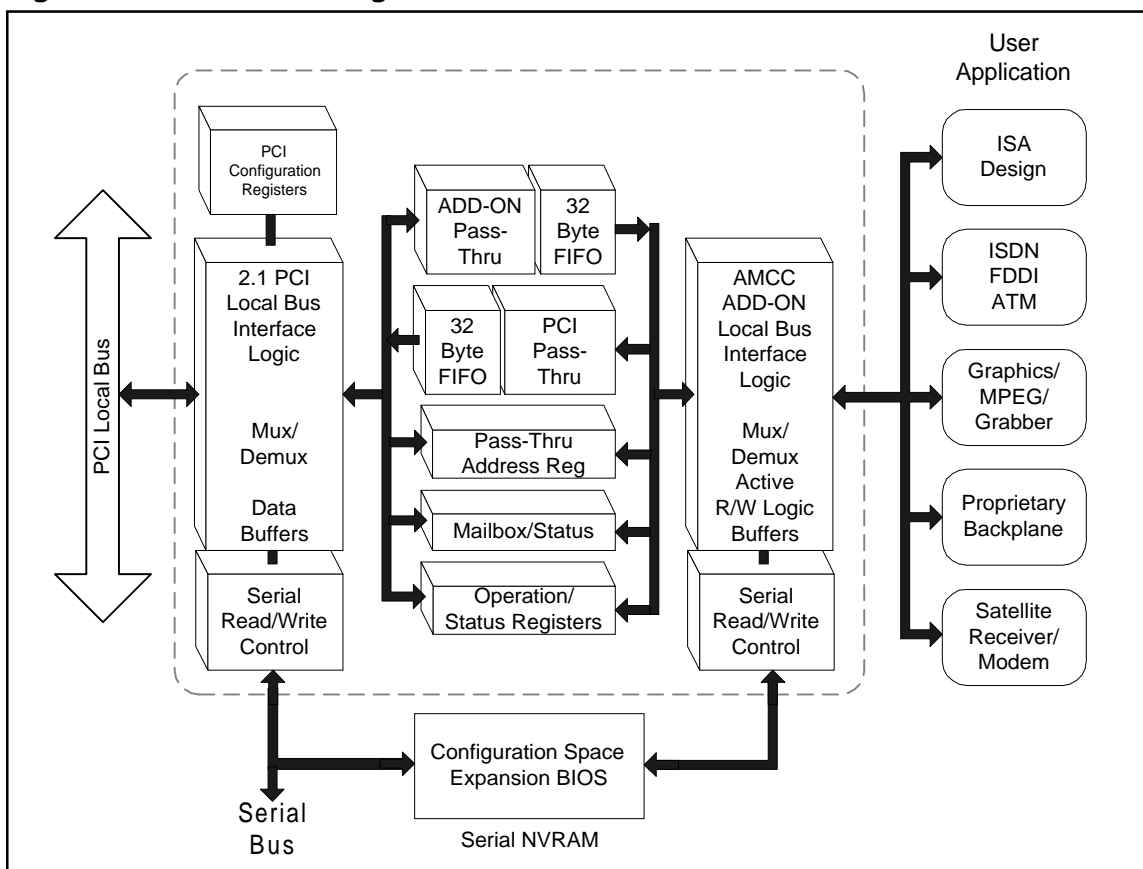 User
Application
PCI
Configuration
Registers
ADD-ON
Pass-
Thru
32
Byte
FIFO
ISA
Design
2.1 PCI
Local Bus
Interface
Logic
Mux/
Demux
Data
Buffers
32
Byte
FIFO
PCI
Pass-
Thru
AMCC
ADD-ON
Local Bus
Interface
Logic
Mux/
Demux
Active
R/W Logic
Buffers
ISDN
FDDI
ATM
PCI Local Bus
Pass-Thru
Address Reg
Graphics/
MPEG/
Grabber
Mailbox/Status
Proprietary
Backplane
Serial
Read/Write
Control
Operation/
Status Registers
Serial
Read/Write
Control
Satellite
Receiver/
Modem
Configuration Space
Expansion BIOS
Serial
Bus
Serial NVRAM